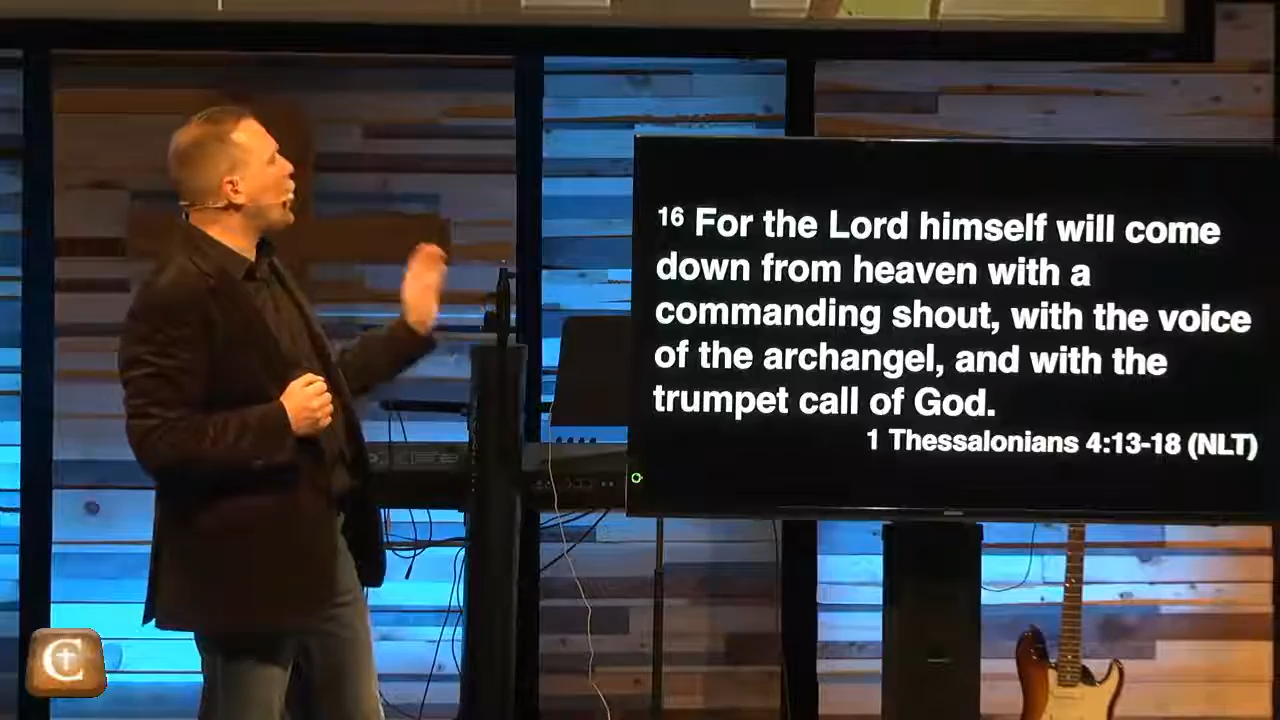 16 For the Lord himself will come
down from heaven with a
commanding shout, with the voice
of the archangel, and with the
trumpet call of God.
1 Thessalonians 4:13-18 (NLT)
C